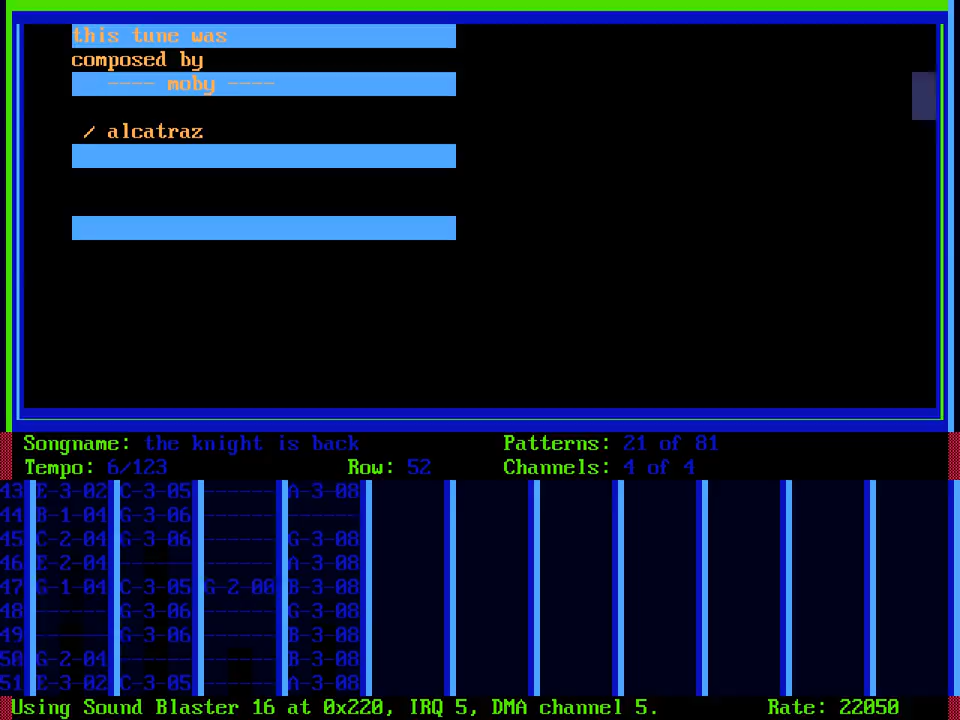 this tune was
composed by
---- moby ----
/ alcatraz
Songname: the knight is back Patterns: 21 of 81
Tempo: 6/123 Row: 52 Channels: 4 of 4
43 E-3-02 C-3-05 ------ A-3-08
44 B-1-04 G-3-06 ------ ------
45 C-2-04 G-3-06 ------ G-3-08
46 E-2-04 ------ ------ A-3-08
47 G-1-04 C-3-05 G-2-00 B-3-08
48 ------ G-3-06 ------ G-3-08
49 ------ G-3-06 ------ B-3-08
50 G-2-04 ------ ------ B-3-08
51 E-3-02 C-3-05 ------ A-3-08
Using Sound Blaster 16 at 0x220, IRQ 5, DMA channel 5. Rate: 22050